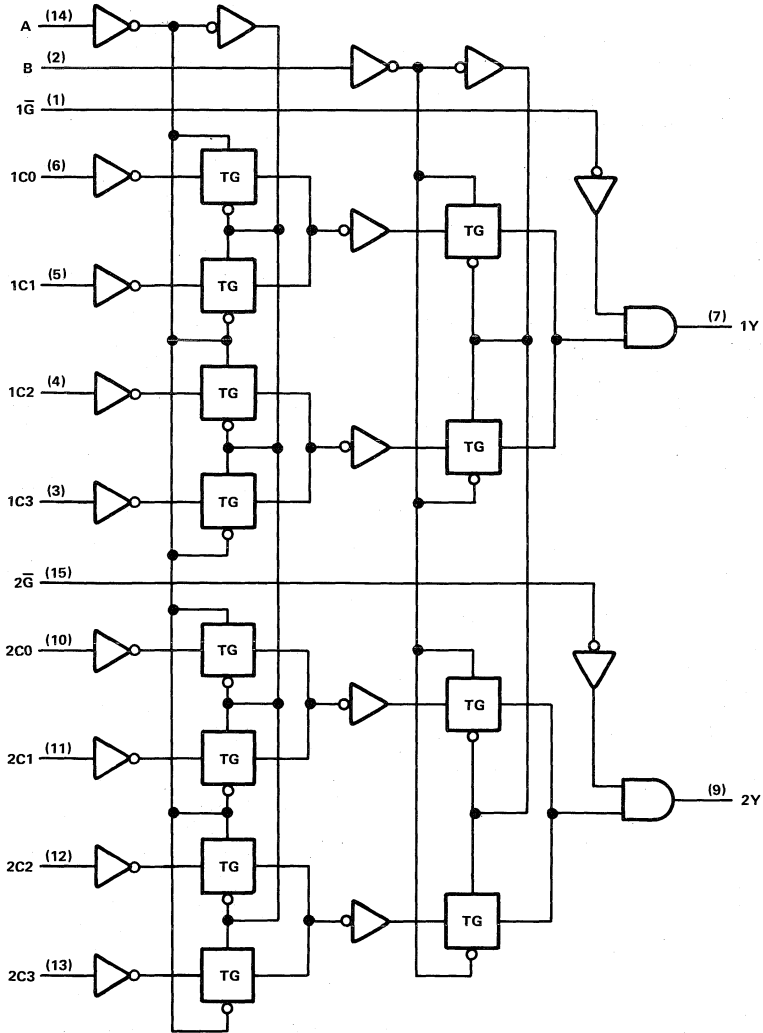 A (14)
B (2)
1G̅ (1)
1C0 (6)
TG
TG
1C1 (5)
TG
(7) 1Y
1C2 (4)
TG
TG
1C3 (3)
TG
2G̅ (15)
2C0 (10)
TG
TG
2C1 (11)
TG
(9) 2Y
2C2 (12)
TG
TG
2C3 (13)
TG